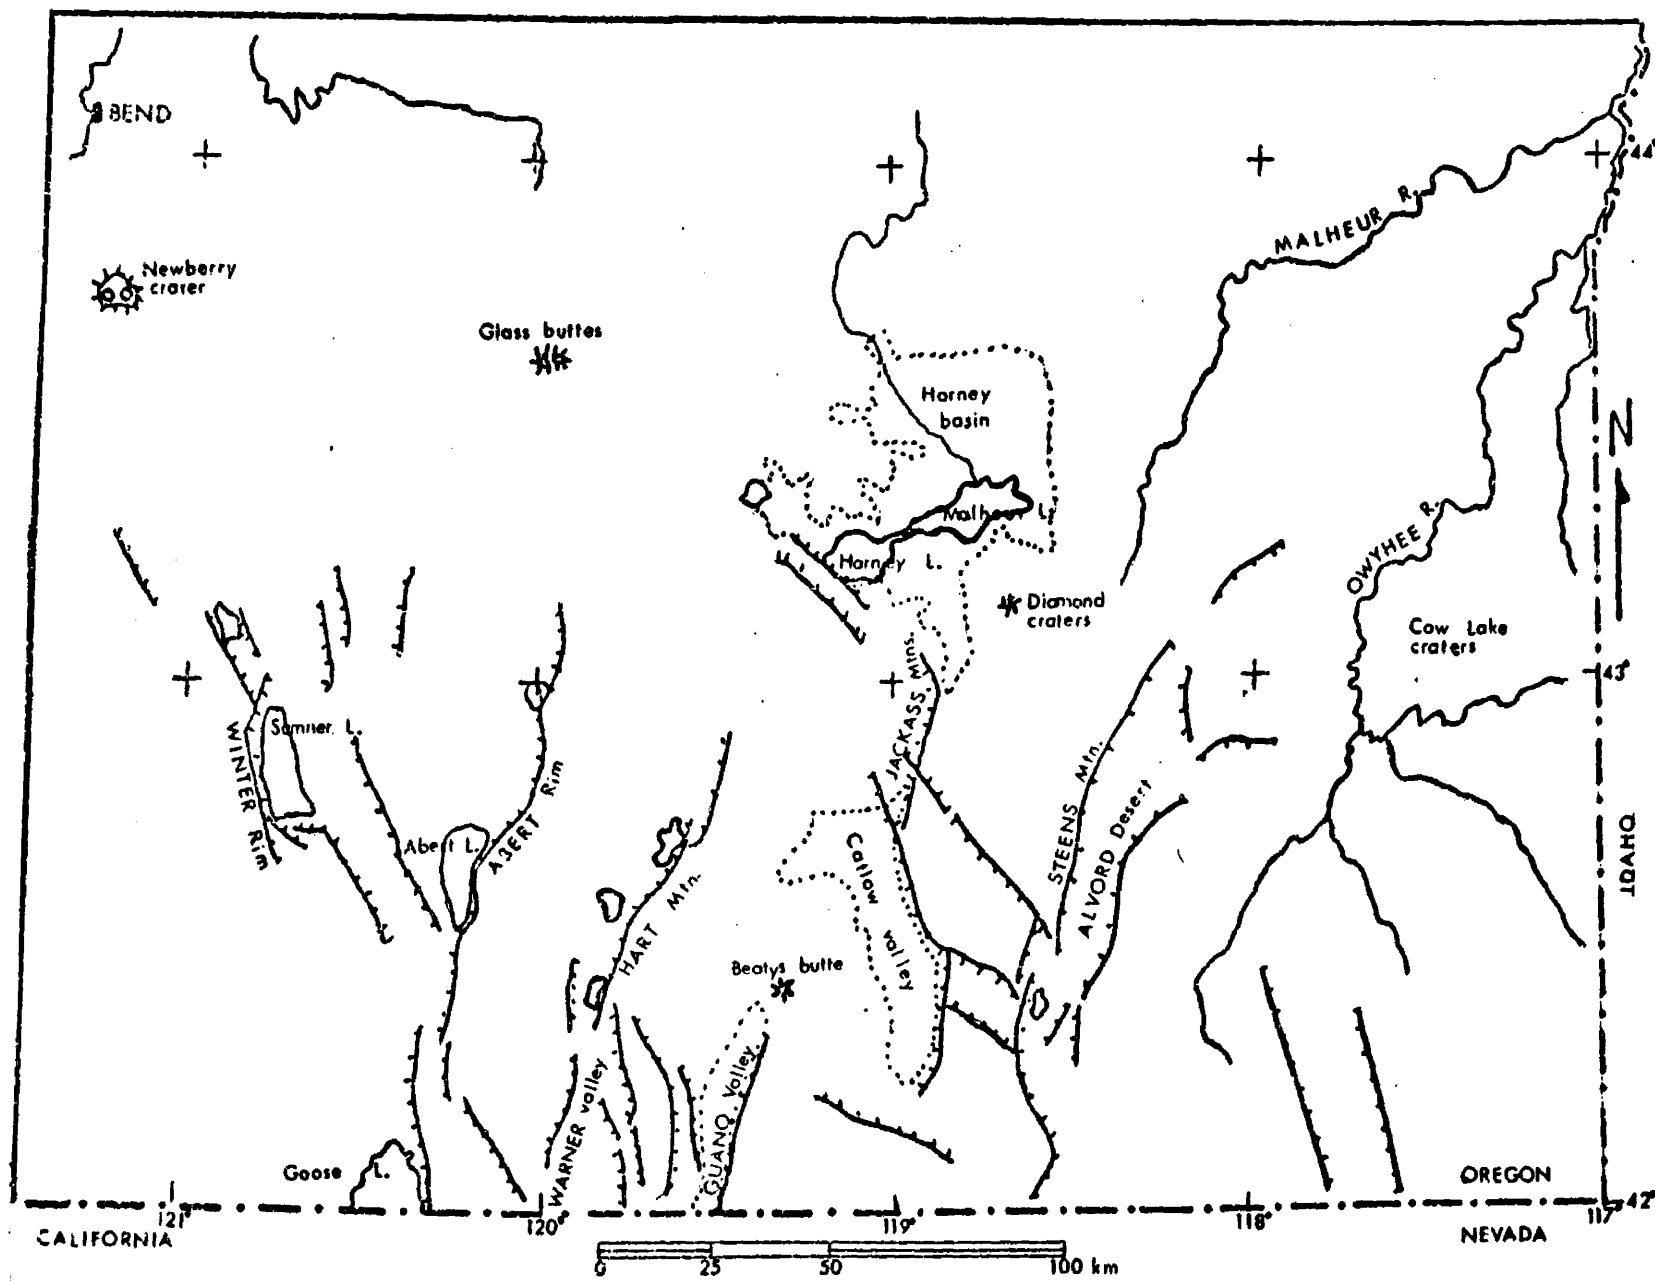 BEND
44°
MALHEUR R.
Newberry
crater
Glass buttes
Harney
basin
N
Malheur L.
OWYHEE R.
Harney L.
Diamond
craters
Cow Lake
craters
43°
JACKASS Mtns.
Sumner L.
WINTER Rim
ABERT Rim
STEENS Mtn.
ALVORD Desert
Abert L.
Catlow valley
IDAHO
HART Mtn.
Beatys butte
WARNER valley
GUANO Valley
Goose L.
OREGON
42°
121°
120°
119°
118°
117°
CALIFORNIA
NEVADA
0 25 50 100 km